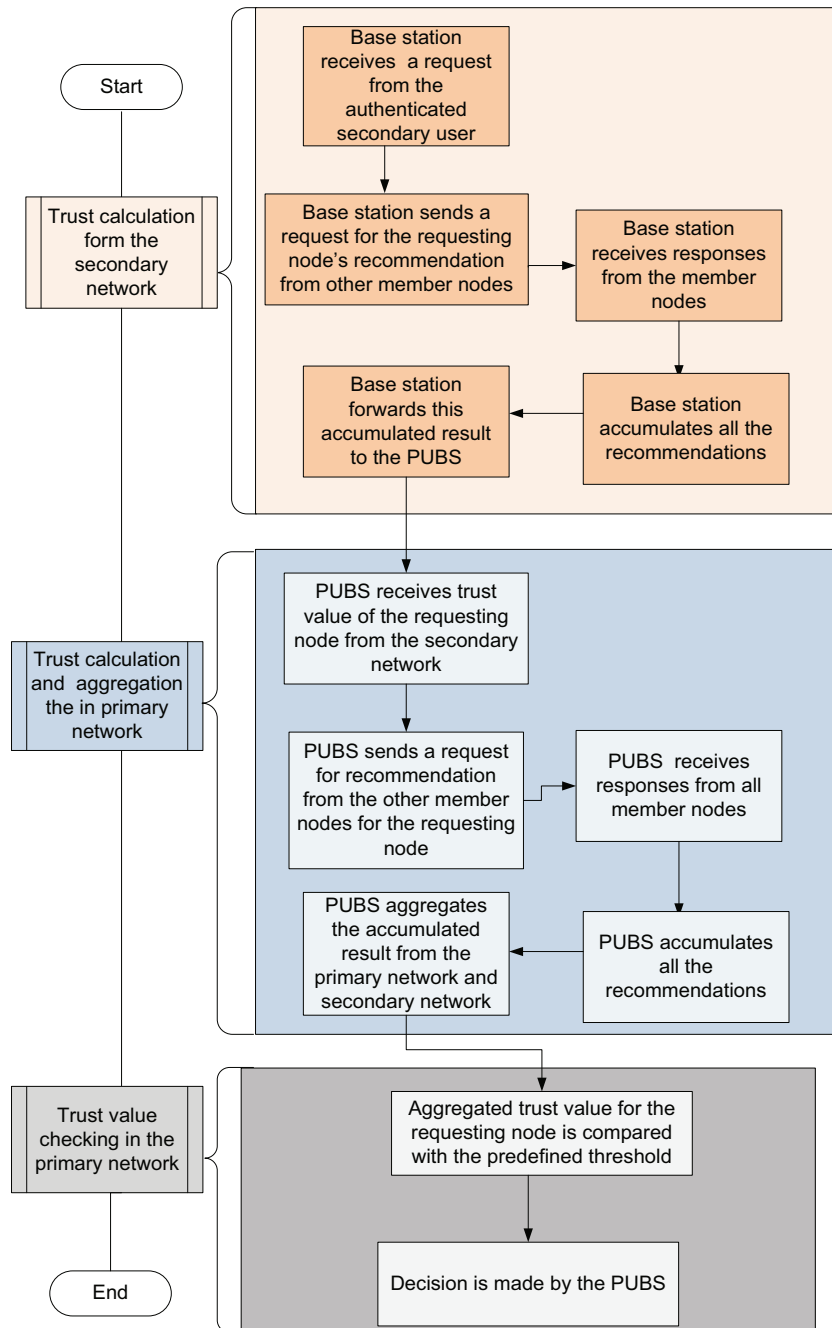 Start
Trust calculation
form the
secondary
network
Base station
receives a request
from the
authenticated
secondary user
Base station sends a
request for the requesting
node's recommendation
from other member nodes
Base station
receives responses
from the member
nodes
Base station
accumulates all the
recommendations
Base station
forwards this
accumulated result
to the PUBS
Trust calculation
and aggregation
the in primary
network
PUBS receives trust
value of the requesting
node from the secondary
network
PUBS sends a request
for recommendation
from the other member
nodes for the requesting
node
PUBS receives
responses from all
member nodes
PUBS accumulates
all the
recommendations
PUBS aggregates
the accumulated
result from the
primary network and
secondary network
Trust value
checking in the
primary network
Aggregated trust value for the
requesting node is compared
with the predefined threshold
Decision is made by the PUBS
End